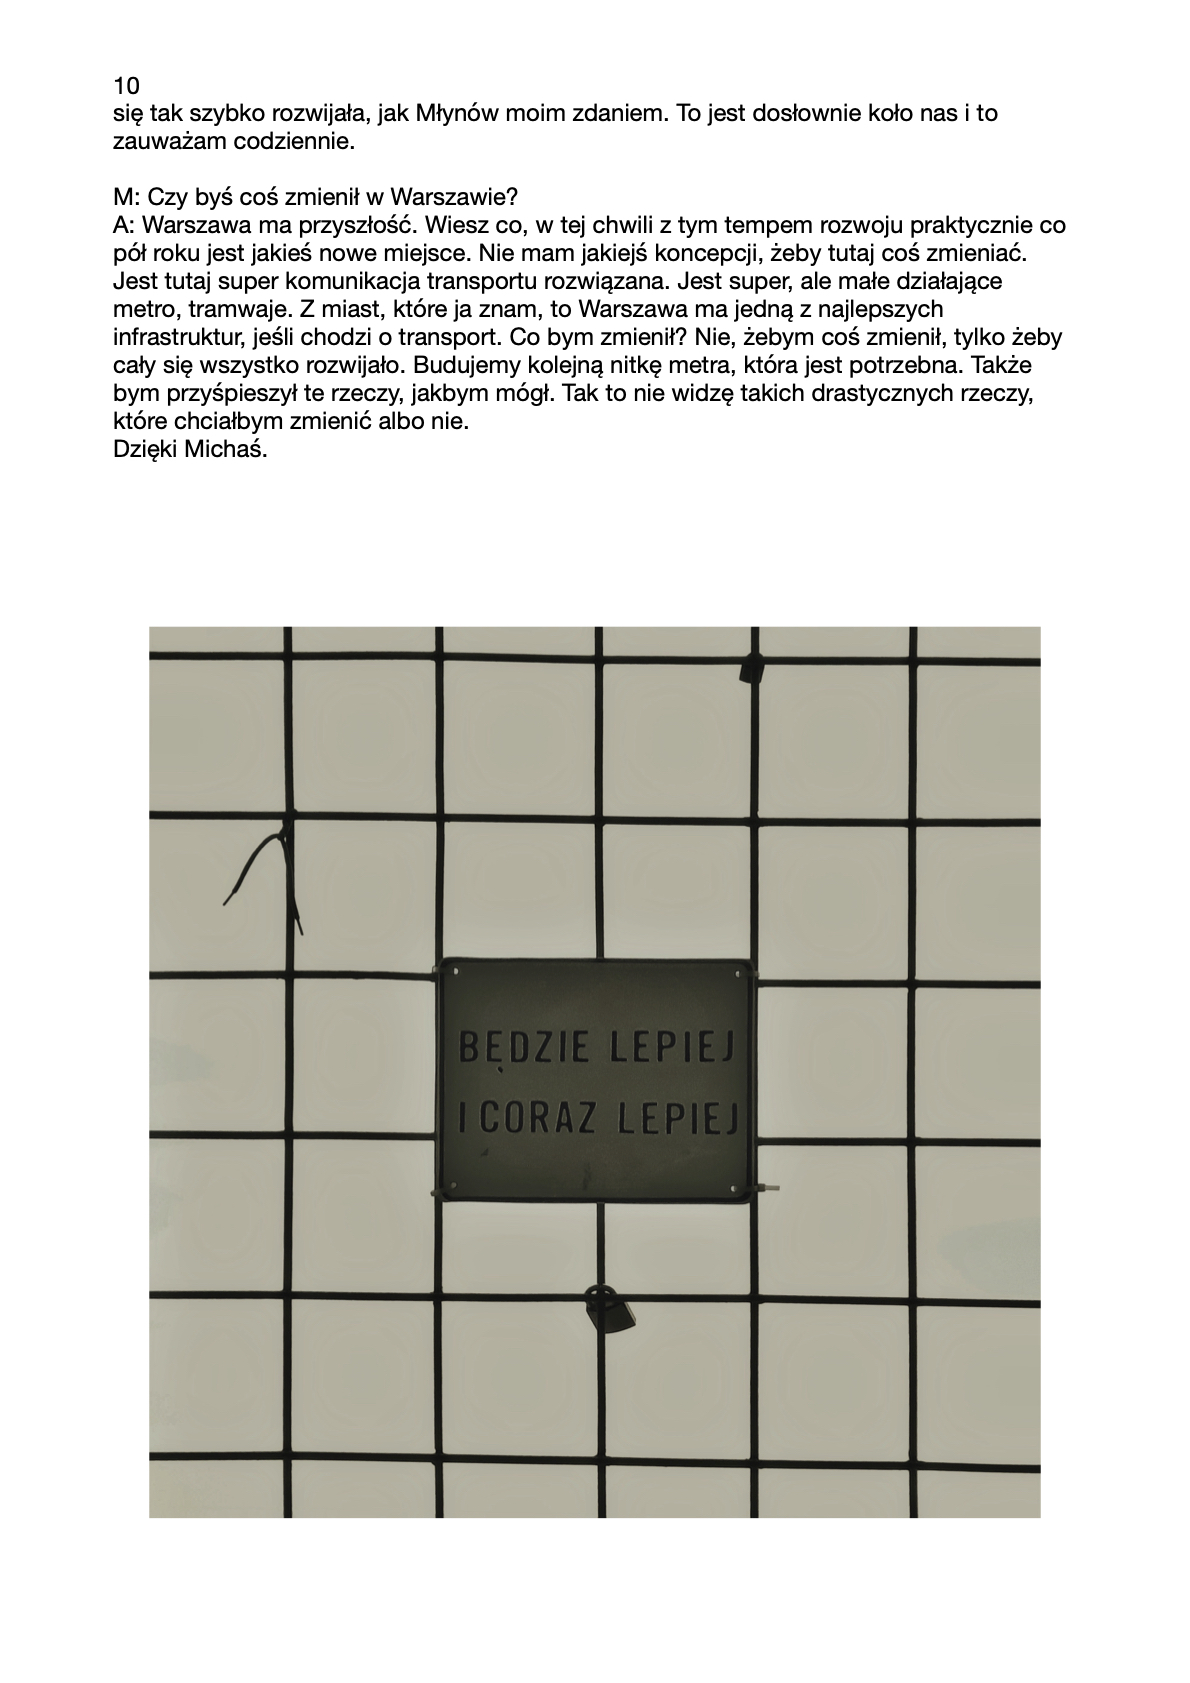 10
się tak szybko rozwijała, jak Młynów moim zdaniem. To jest dosłownie koło nas i to
zauważam codziennie.
M: Czy byś coś zmienił w Warszawie?
A: Warszawa ma przyszłość. Wiesz co, w tej chwili z tym tempem rozwoju praktycznie co
pół roku jest jakieś nowe miejsce. Nie mam jakiejś koncepcji, żeby tutaj coś zmieniać.
Jest tutaj super komunikacja transportu rozwiązana. Jest super, ale małe działające
metro, tramwaje. Z miast, które ja znam, to Warszawa ma jedną z najlepszych
infrastruktur, jeśli chodzi o transport. Co bym zmienił? Nie, żebym coś zmienił, tylko żeby
cały się wszystko rozwijało. Budujemy kolejną nitkę metra, która jest potrzebna. Także
bym przyśpieszył te rzeczy, jakbym mógł. Tak to nie widzę takich drastycznych rzeczy,
które chciałbym zmienić albo nie.
Dzięki Michaś.
BĘDZIE LEPIEJ
I CORAZ LEPIEJ